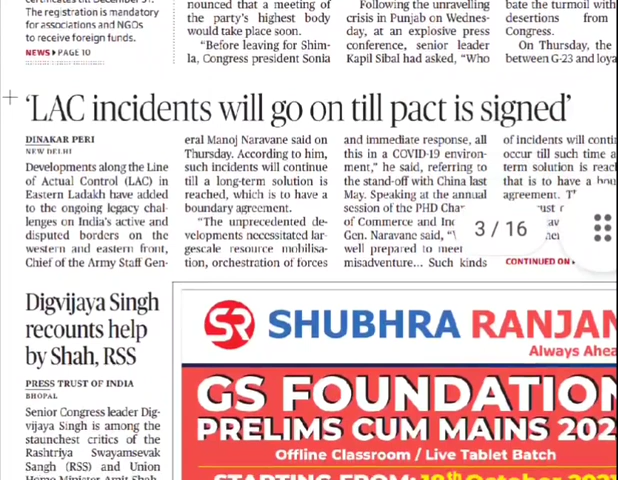 The registration is mandatory
for associations and NGOs
to receive foreign funds.
NEWS ▸ PAGE 10
nounced that a meeting of
the party's highest body
would take place soon.
"Before leaving for Shim-
la, Congress president Sonia
Following the unravelling
crisis in Punjab on Wednes-
day, at an explosive press
conference, senior leader
Kapil Sibal had asked, "Who
bate the turmoil with
desertions from
Congress.
On Thursday, the
between G-23 and loya
'LAC incidents will go on till pact is signed'
DINAKAR PERI
NEW DELHI
Developments along the Line
of Actual Control (LAC) in
Eastern Ladakh have added
to the ongoing legacy chal-
lenges on India's active and
disputed borders on the
western and eastern front,
Chief of the Army Staff Gen-
eral Manoj Naravane said on
Thursday. According to him,
such incidents will continue
till a long-term solution is
reached, which is to have a
boundary agreement.
"The unprecedented de-
velopments necessitated lar-
gescale resource mobilisa-
tion, orchestration of forces
and immediate response, all
this in a COVID-19 environ-
ment," he said, referring to
the stand-off with China last
May. Speaking at the annual
session of the PHD Cha
of Commerce and In
Gen. Naravane said, "
well prepared to meet
misadventure... Such kinds
of incidents will conti
occur till such time a
term solution is reac
that is to have a
agreement.
CONTINUED ON
3 / 16
Digvijaya Singh
recounts help
by Shah, RSS
PRESS TRUST OF INDIA
BHOPAL
Senior Congress leader Dig-
vijaya Singh is among the
staunchest critics of the
Rashtriya Swayamsevak
Sangh (RSS) and Union
Home Minister Amit Shah.
SR SHUBHRA RANJAN
Always Ahea
GS FOUNDATION
PRELIMS CUM MAINS 202
Offline Classroom / Live Tablet Batch
STARTING FROM: 18th October 2021